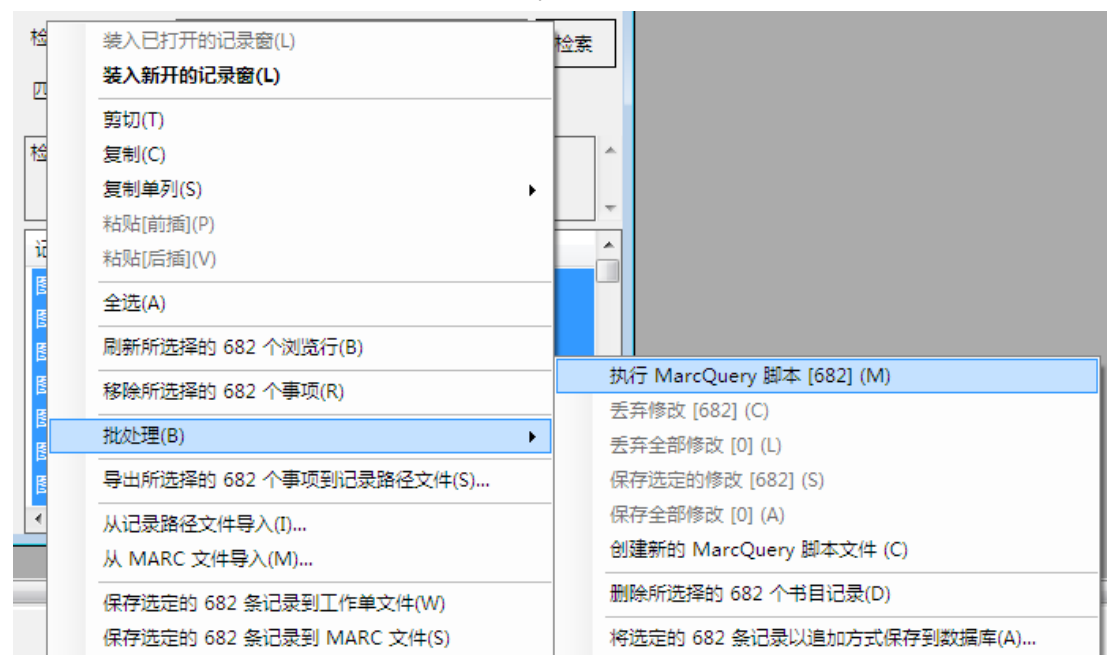 检
装入已打开的记录窗(L)
检索
装入新开的记录窗(L)
匹
剪切(T)
检
复制(C)
复制单列(S)
粘贴[前插](P)
粘贴[后插](V)
记
全选(A)
刷新所选择的 682 个浏览行(B)
移除所选择的 682 个事项(R)
批处理(B)
导出所选择的 682 个事项到记录路径文件(S)...
从记录路径文件导入(I)...
从 MARC 文件导入(M)...
保存选定的 682 条记录到工作单文件(W)
保存选定的 682 条记录到 MARC 文件(S)
执行 MarcQuery 脚本 [682] (M)
丢弃修改 [682] (C)
丢弃全部修改 [0] (L)
保存选定的修改 [682] (S)
保存全部修改 [0] (A)
创建新的 MarcQuery 脚本文件 (C)
删除所选择的 682 个书目记录(D)
将选定的 682 条记录以追加方式保存到数据库(A)...